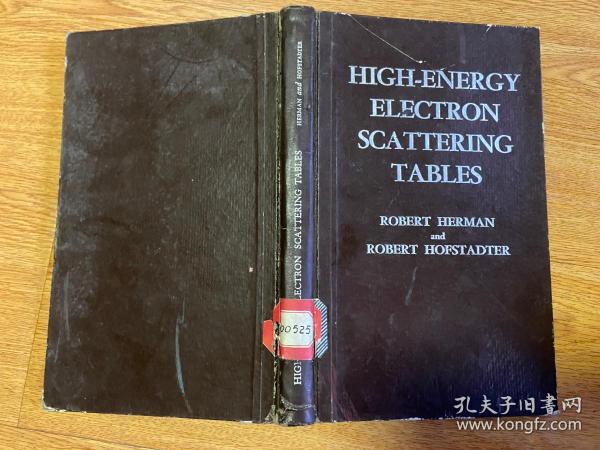 HIGH-ENERGY
ELECTRON
SCATTERING
TABLES
ROBERT HERMAN
and
ROBERT HOFSTADTER
HERMAN and HOFSTADTER
HIGH ELECTRON SCATTERING TABLES
00525
孔夫子旧書网
www.kongfz.com